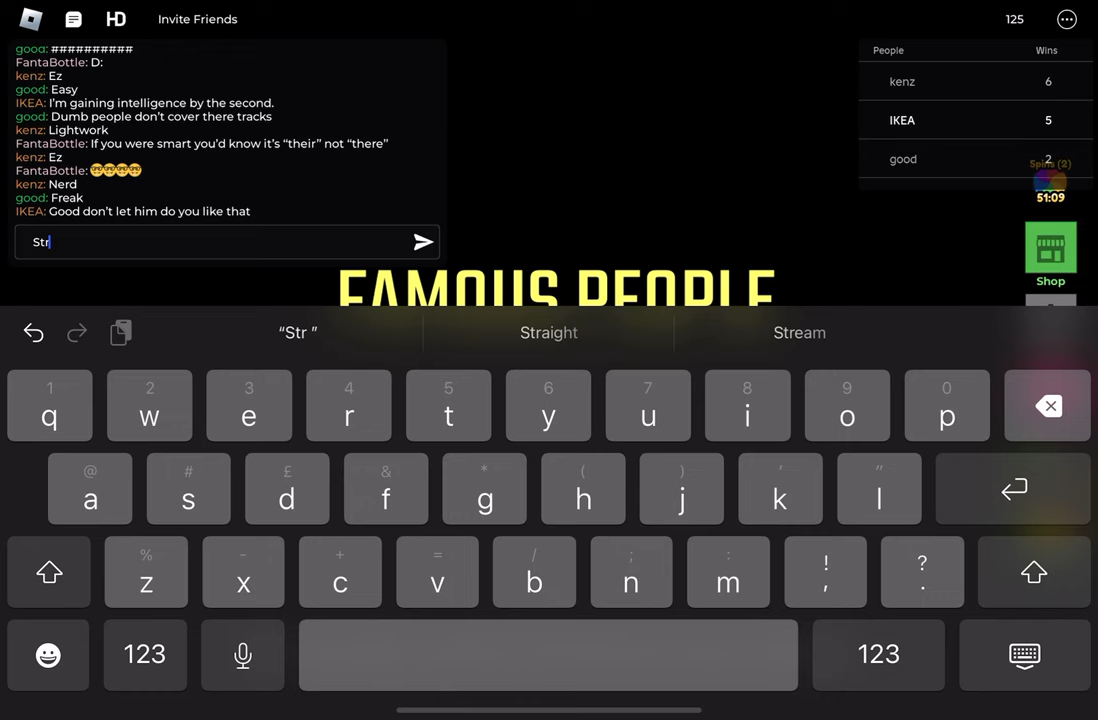 HD Invite Friends 125
good: ##########
FantaBottle: D:
kenz: Ez
good: Easy
IKEA: I'm gaining intelligence by the second.
good: Dumb people don't cover there tracks
kenz: Lightwork
FantaBottle: If you were smart you'd know it's “their” not “there”
kenz: Ez
FantaBottle: 🤓🤓🤓🤓
kenz: Nerd
good: Freak
IKEA: Good don't let him do you like that
Str
People Wins
kenz 6
IKEA 5
good 2
Spins (2)
51:09
Shop
FAMOUS PEOPLE
“Str ” Straight Stream
1 2 3 4 5 6 7 8 9 0
q w e r t y u i o p
@ # £ & * ( ) ' "
a s d f g h j k l
% - + = / ; : ! ?
z x c v b n m , .
123 123